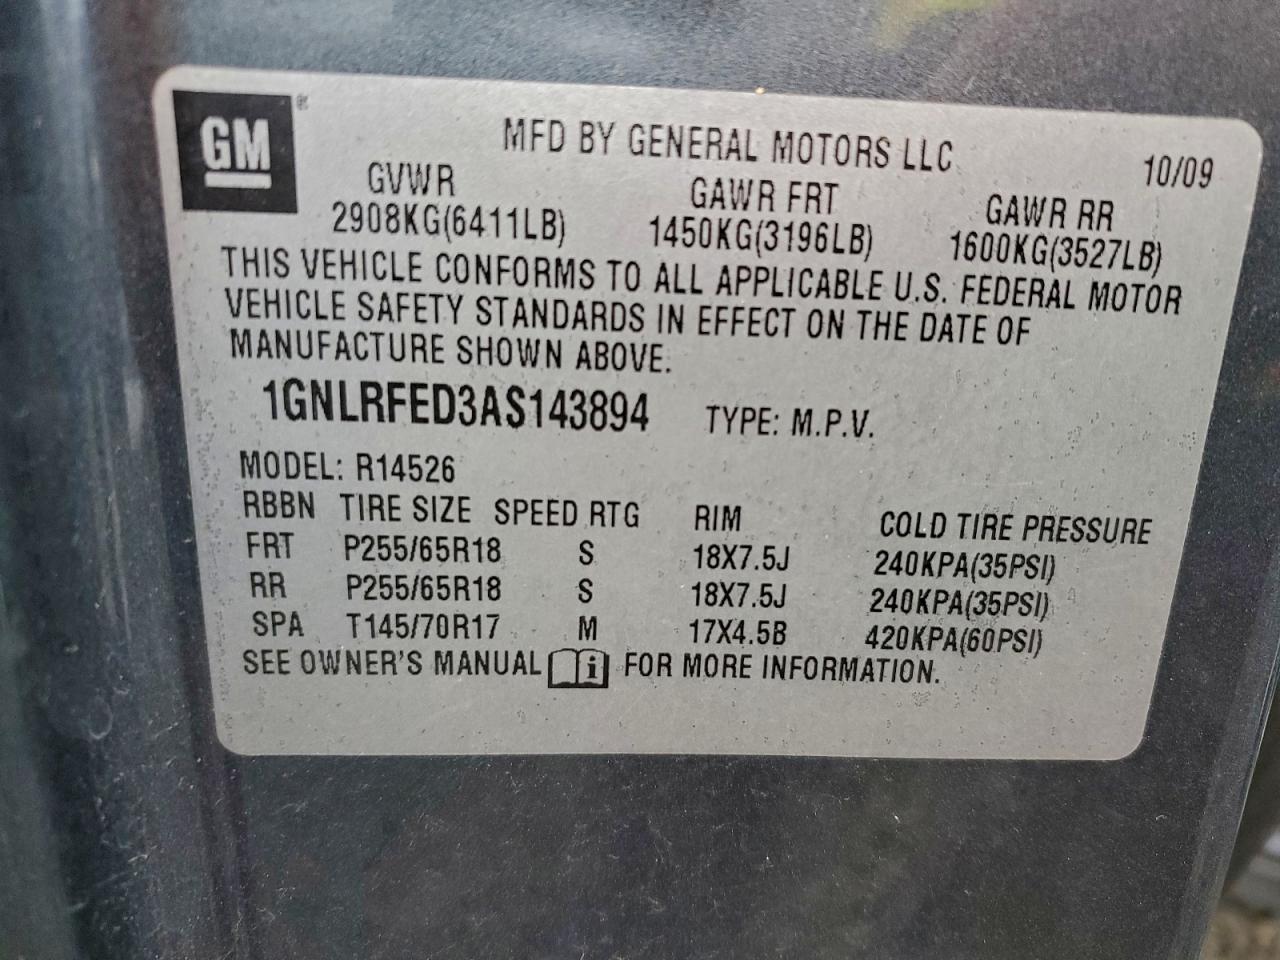 GM®
MFD BY GENERAL MOTORS LLC 10/09
GVWR GAWR FRT GAWR RR
2908KG(6411LB) 1450KG(3196LB) 1600KG(3527LB)
THIS VEHICLE CONFORMS TO ALL APPLICABLE U.S. FEDERAL MOTOR
VEHICLE SAFETY STANDARDS IN EFFECT ON THE DATE OF
MANUFACTURE SHOWN ABOVE.
1GNLRFED3AS143894 TYPE: M.P.V.
MODEL: R14526
RBBN TIRE SIZE SPEED RTG RIM COLD TIRE PRESSURE
FRT P255/65R18 S 18X7.5J 240KPA(35PSI)
RR P255/65R18 S 18X7.5J 240KPA(35PSI)
SPA T145/70R17 M 17X4.5B 420KPA(60PSI)
SEE OWNER'S MANUAL i FOR MORE INFORMATION.